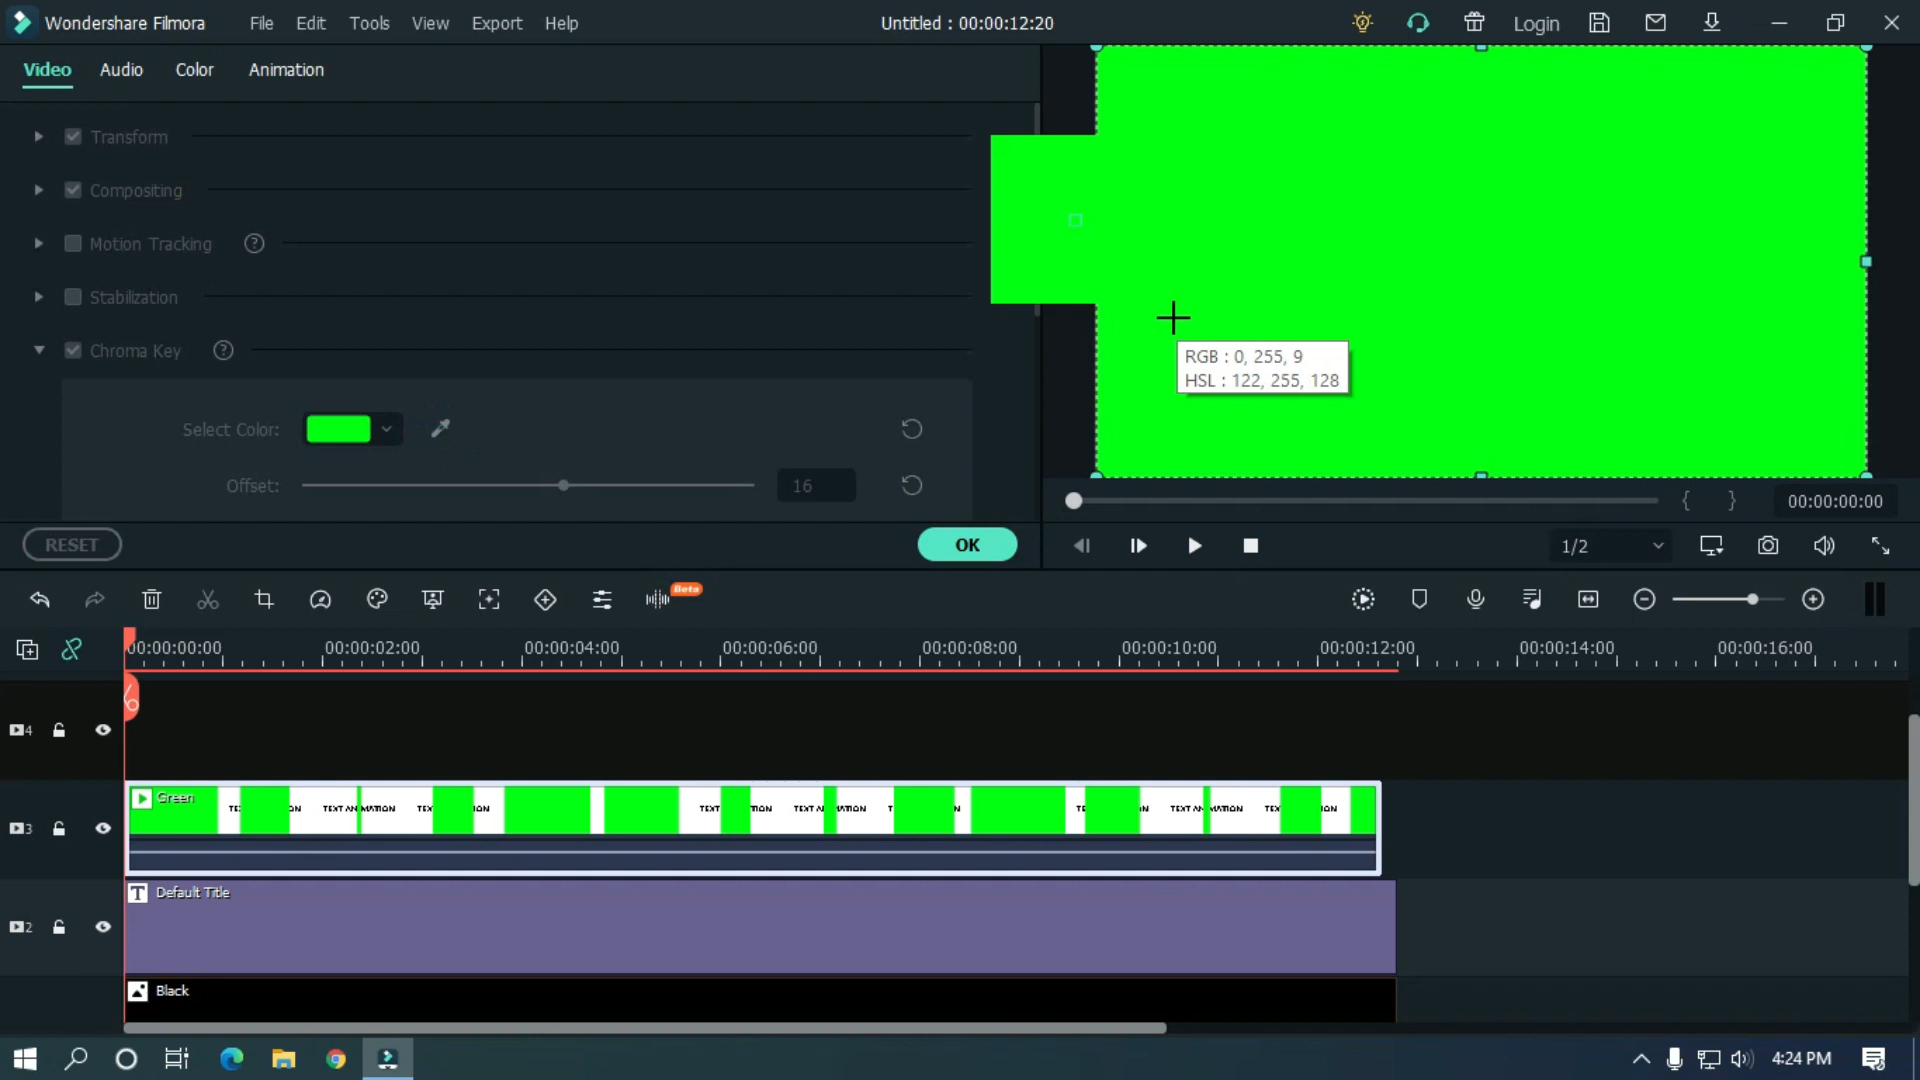 Wondershare Filmora
File Edit Tools View Export Help
Untitled : 00:00:12:20
Login
Video Audio Color Animation
Transform
Compositing
Motion Tracking ?
Stabilization
Chroma Key ?
Select Color:
Offset: 16
RGB : 0, 255, 9
HSL : 122, 255, 128
{ } 00:00:00:00
RESET OK
1/2
Beta
00:00:00:00 00:00:02:00 00:00:04:00 00:00:06:00 00:00:08:00 00:00:10:00 00:00:12:00 00:00:14:00 00:00:16:00
4
3
Green
2
T Default Title
Black
4:24 PM